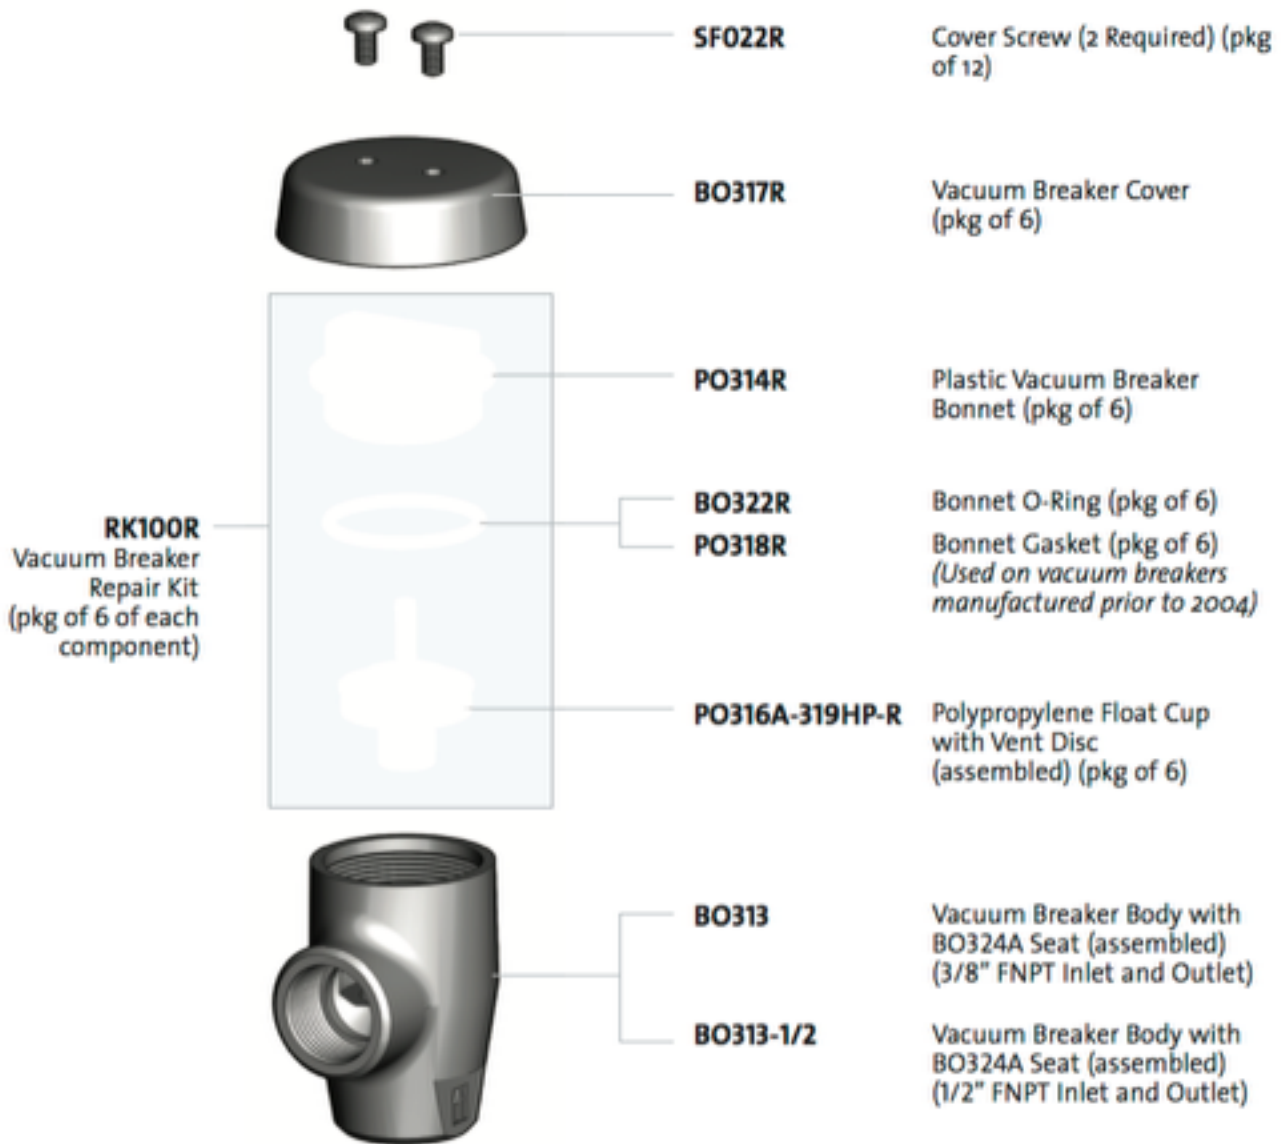 SF022R
Cover Screw (2 Required) (pkg
of 12)
BO317R
Vacuum Breaker Cover
(pkg of 6)
PO314R
Plastic Vacuum Breaker
Bonnet (pkg of 6)
BO322R
Bonnet O-Ring (pkg of 6)
PO318R
Bonnet Gasket (pkg of 6)
(Used on vacuum breakers
manufactured prior to 2004)
RK100R
Vacuum Breaker
Repair Kit
(pkg of 6 of each
component)
PO316A-319HP-R
Polypropylene Float Cup
with Vent Disc
(assembled) (pkg of 6)
BO313
Vacuum Breaker Body with
BO324A Seat (assembled)
(3/8" FNPT Inlet and Outlet)
BO313-1/2
Vacuum Breaker Body with
BO324A Seat (assembled)
(1/2" FNPT Inlet and Outlet)